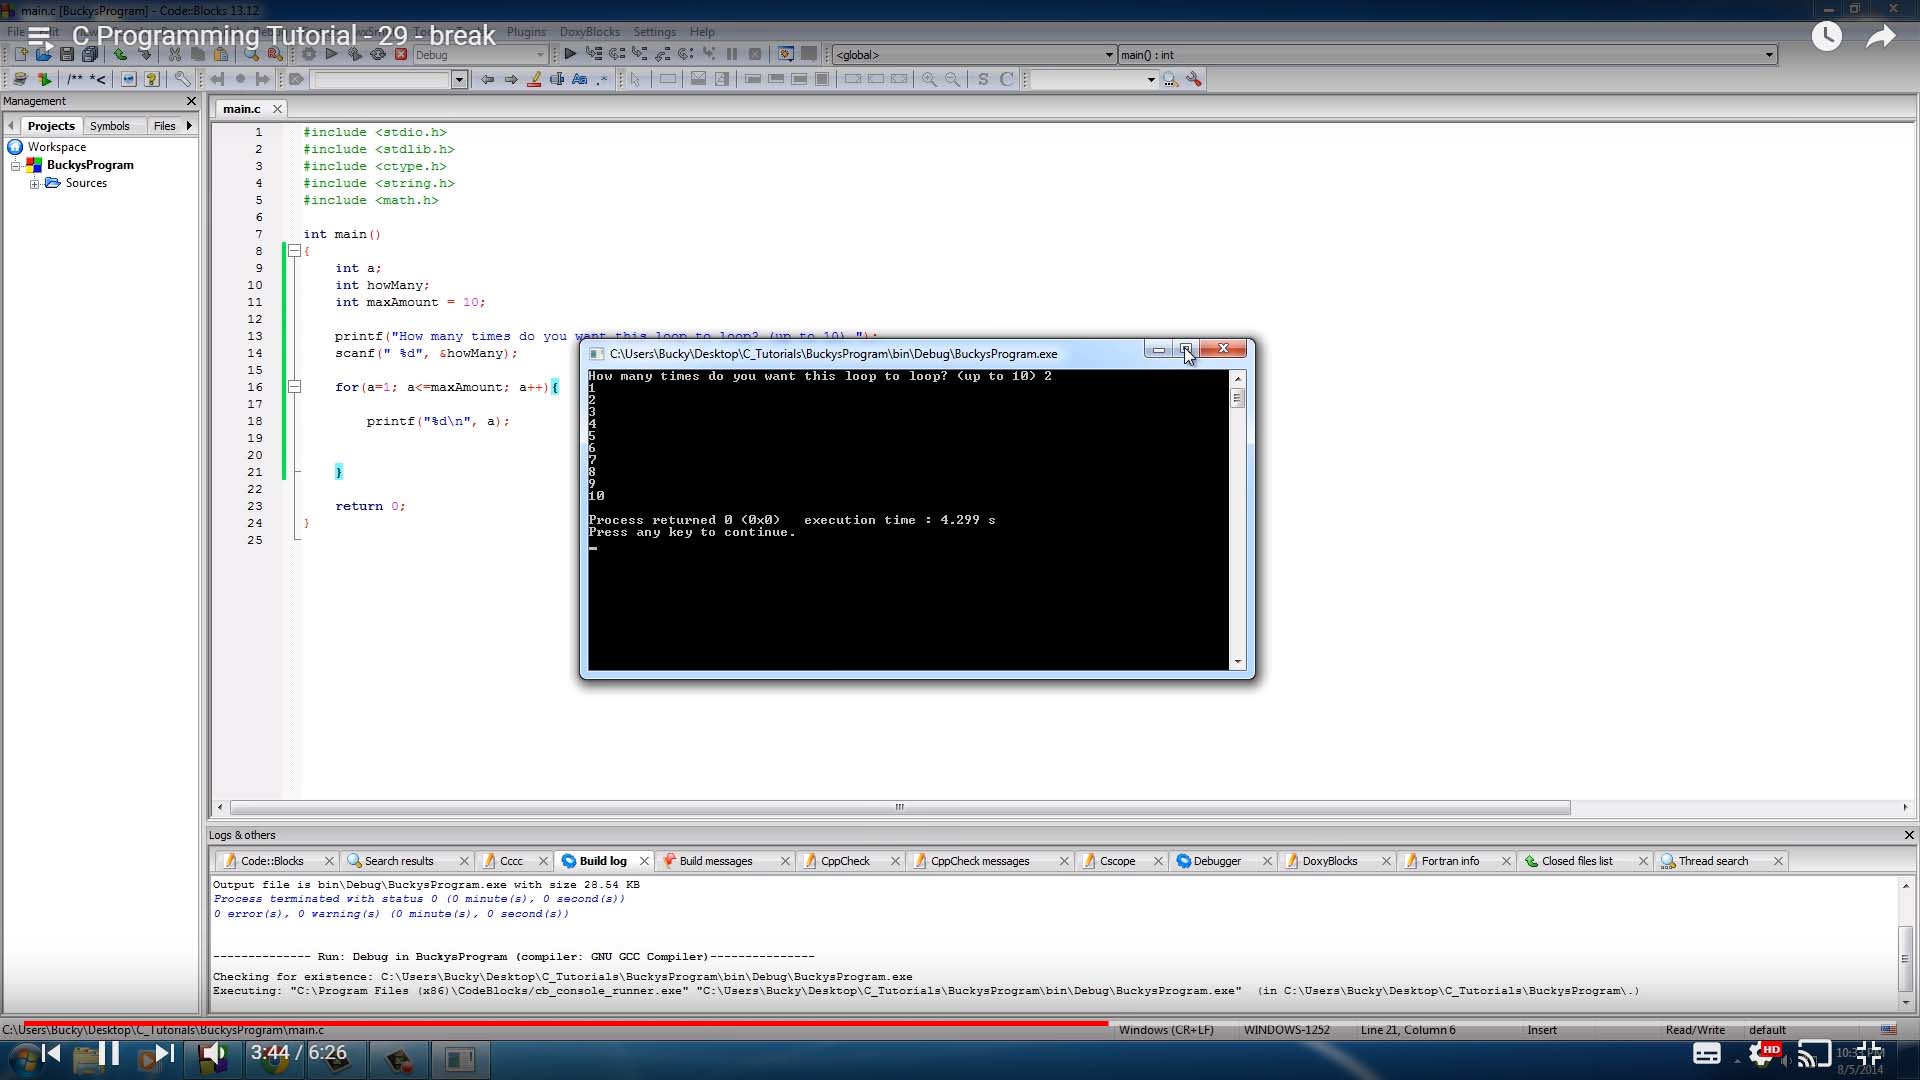 main.c [BuckysProgram] - Code::Blocks 13.12
C Programming Tutorial - 29 - break
File
Plugins DoxyBlocks Settings Help
Debug
<global>
main() : int
/** *<
Management
main.c
Projects Symbols Files
Workspace
BuckysProgram
Sources
1 #include <stdio.h>
2 #include <stdlib.h>
3 #include <ctype.h>
4 #include <string.h>
5 #include <math.h>
6
7 int main()
8 {
9 int a;
10 int howMany;
11 int maxAmount = 10;
12
13 printf("How many times do you want this loop to loop? (up to 10) ");
14 scanf(" %d", &howMany);
15
16 for(a=1; a<=maxAmount; a++){
17
18 printf("%d\n", a);
19
20
21 }
22
23 return 0;
24 }
25
C:\Users\Bucky\Desktop\C_Tutorials\BuckysProgram\bin\Debug\BuckysProgram.exe
How many times do you want this loop to loop? (up to 10) 2
1
2
3
4
5
6
7
8
9
10
Process returned 0 (0x0) execution time : 4.299 s
Press any key to continue.
Logs & others
Code::Blocks Search results Cccc Build log Build messages CppCheck CppCheck messages Cscope Debugger DoxyBlocks Fortran info Closed files list Thread search
Output file is bin\Debug\BuckysProgram.exe with size 28.54 KB
Process terminated with status 0 (0 minute(s), 0 second(s))
0 error(s), 0 warning(s) (0 minute(s), 0 second(s))
-------------- Run: Debug in BuckysProgram (compiler: GNU GCC Compiler)---------------
Checking for existence: C:\Users\Bucky\Desktop\C_Tutorials\BuckysProgram\bin\Debug\BuckysProgram.exe
Executing: "C:\Program Files (x86)\CodeBlocks/cb_console_runner.exe" "C:\Users\Bucky\Desktop\C_Tutorials\BuckysProgram\bin\Debug\BuckysProgram.exe" (in C:\Users\Bucky\Desktop\C_Tutorials\BuckysProgram\.)
C:\Users\Bucky\Desktop\C_Tutorials\BuckysProgram\main.c
Windows (CR+LF) WINDOWS-1252 Line 21, Column 6 Insert Read/Write default
3:44 / 6:26
HD
10:33 PM
8/5/2014